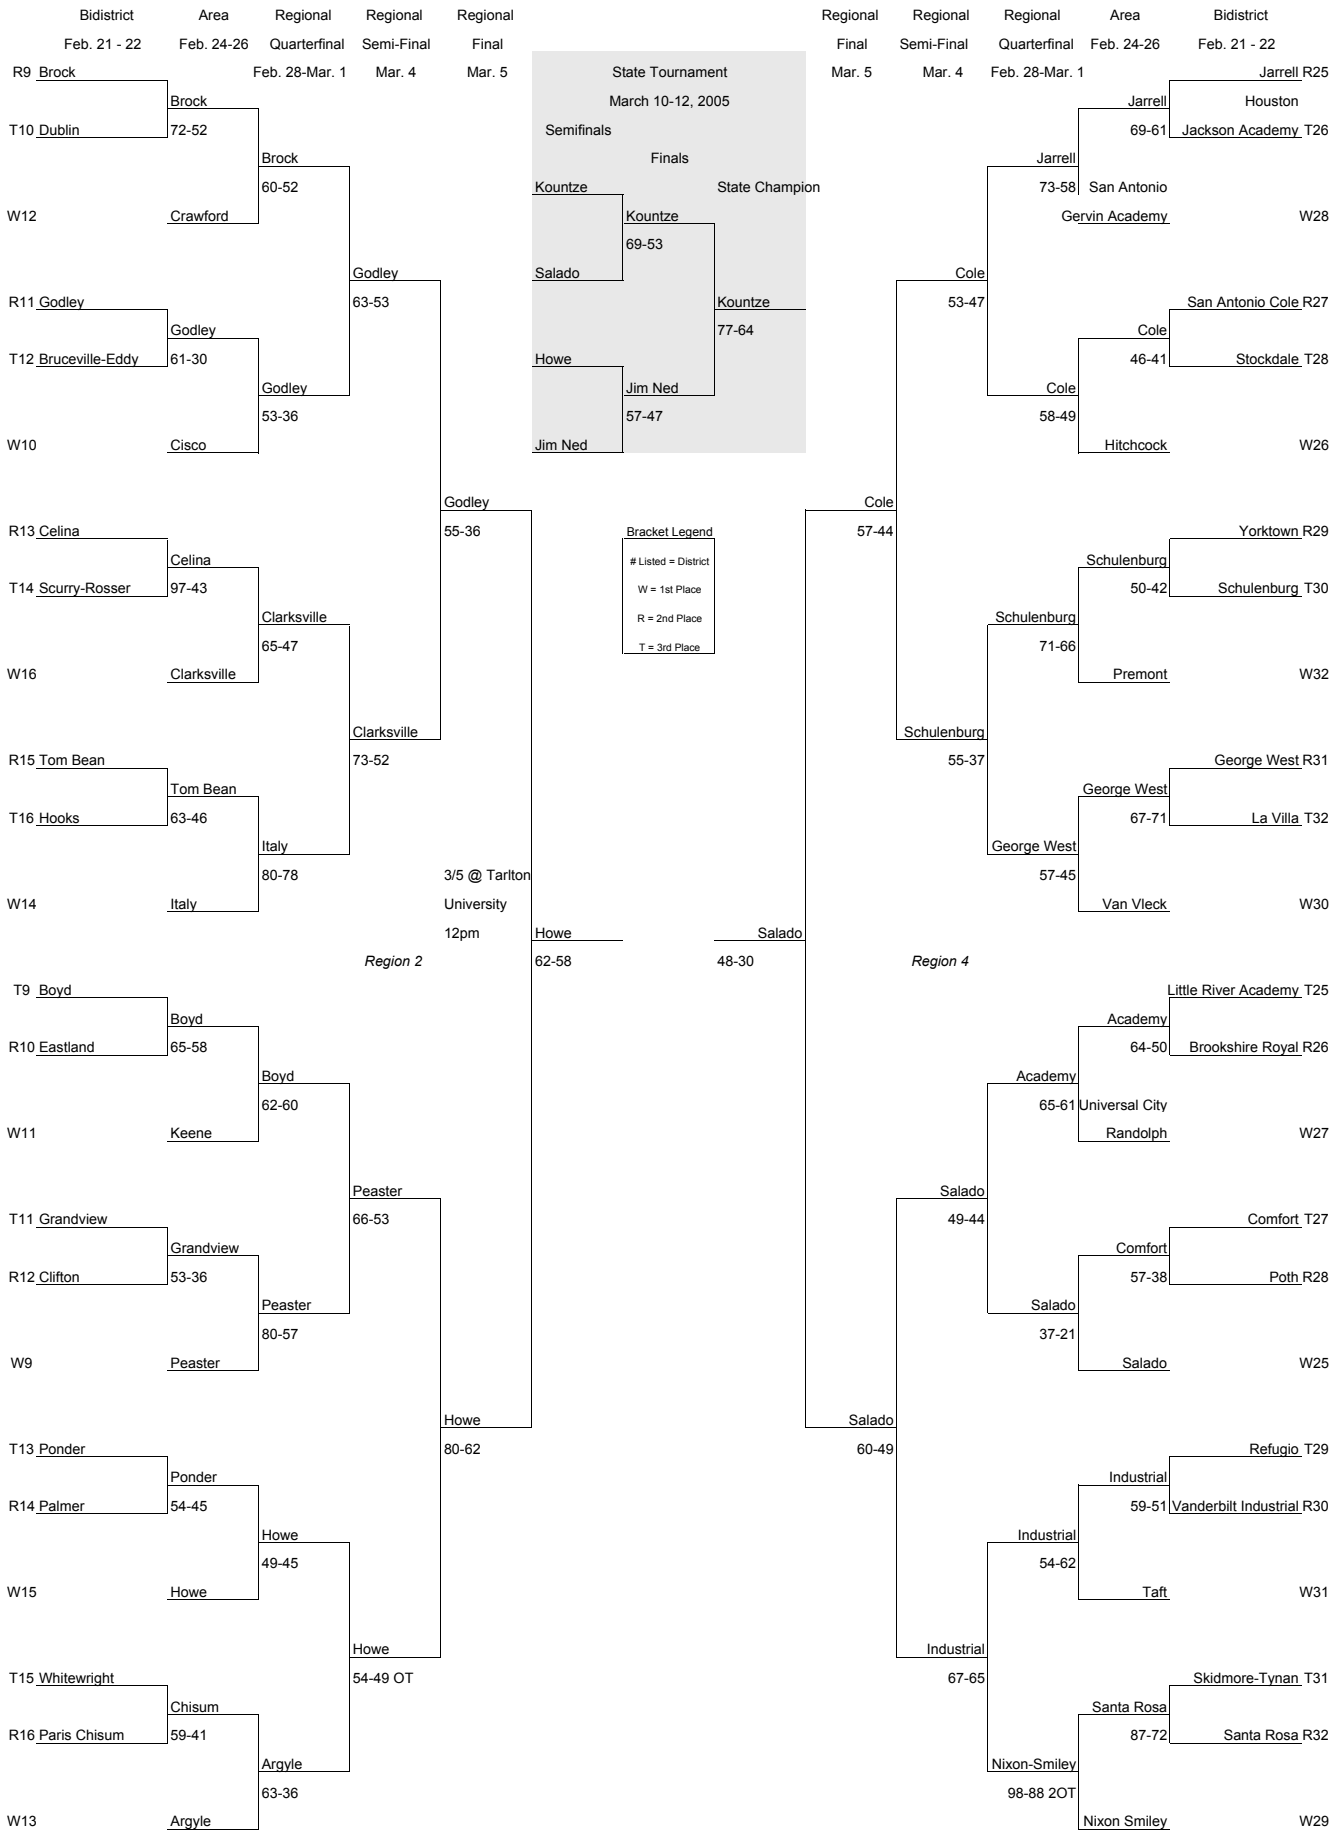 Bidistrict Area Regional Regional Regional Regional Regional Regional Area Bidistrict
Feb. 21 - 22 Feb. 24-26 Quarterfinal Semi-Final Final Final Semi-Final Quarterfinal Feb. 24-26 Feb. 21 - 22
R9 Brock Feb. 28-Mar. 1 Mar. 4 Mar. 5 State Tournament Mar. 5 Mar. 4 Feb. 28-Mar. 1 Jarrell R25
Brock March 10-12, 2005 Jarrell Houston
T10 Dublin 72-52 Semifinals 69-61 Jackson Academy T26
Brock Finals Jarrell
60-52 Kountze State Champion 73-58 San Antonio
W12 Crawford Kountze Gervin Academy W28
69-53
Godley Salado Cole
R11 Godley 63-53 Kountze 53-47 San Antonio Cole R27
Godley 77-64 Cole
T12 Bruceville-Eddy 61-30 Howe 46-41 Stockdale T28
Godley Jim Ned Cole
53-36 57-47 58-49
W10 Cisco Jim Ned Hitchcock W26
Godley Cole
R13 Celina 55-36 Bracket Legend 57-44 Yorktown R29
Celina # Listed = District Schulenburg
T14 Scurry-Rosser 97-43 W = 1st Place 50-42 Schulenburg T30
Clarksville R = 2nd Place Schulenburg
65-47 T = 3rd Place 71-66
W16 Clarksville Premont W32
Clarksville Schulenburg
R15 Tom Bean 73-52 55-37 George West R31
Tom Bean George West
T16 Hooks 63-46 67-71 La Villa T32
Italy George West
80-78 3/5 @ Tarlton 57-45
W14 Italy University Van Vleck W30
12pm Howe Salado
Region 2 62-58 48-30 Region 4
T9 Boyd Little River Academy T25
Boyd Academy
R10 Eastland 65-58 64-50 Brookshire Royal R26
Boyd Academy
62-60 65-61 Universal City
W11 Keene Randolph W27
Peaster Salado
T11 Grandview 66-53 49-44 Comfort T27
Grandview Comfort
R12 Clifton 53-36 57-38 Poth R28
Peaster Salado
80-57 37-21
W9 Peaster Salado W25
Howe Salado
T13 Ponder 80-62 60-49 Refugio T29
Ponder Industrial
R14 Palmer 54-45 59-51 Vanderbilt Industrial R30
Howe Industrial
49-45 54-62
W15 Howe Taft W31
Howe Industrial
T15 Whitewright 54-49 OT 67-65 Skidmore-Tynan T31
Chisum Santa Rosa
R16 Paris Chisum 59-41 87-72 Santa Rosa R32
Argyle Nixon-Smiley
63-36 98-88 2OT
W13 Argyle Nixon Smiley W29